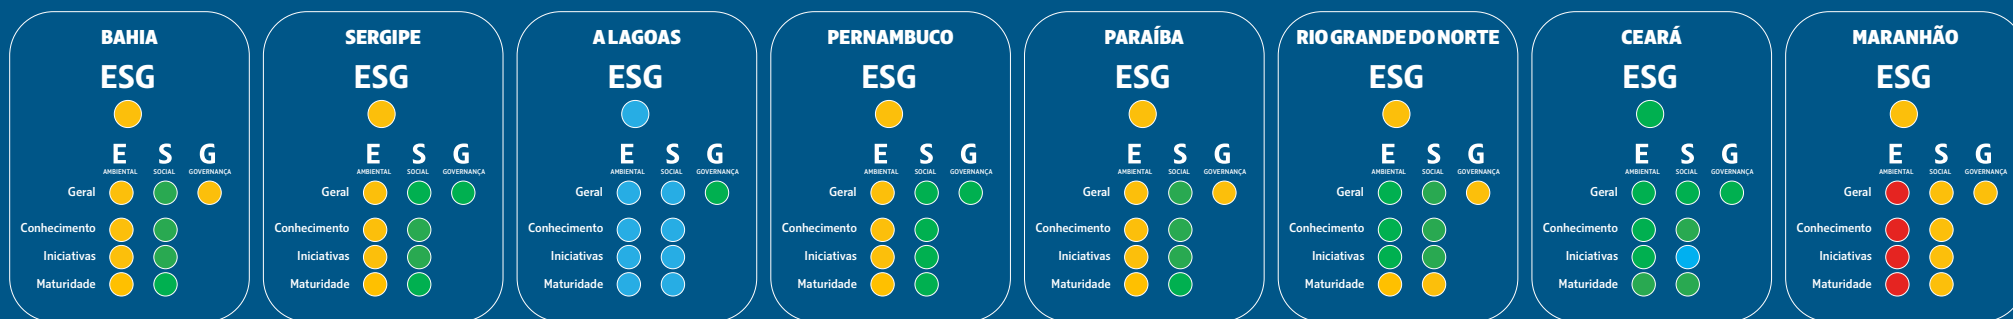 BAHIA
ESG
E S G
AMBIENTAL SOCIAL GOVERNANÇA
Geral
Conhecimento
Iniciativas
Maturidade
SERGIPE
ESG
E S G
AMBIENTAL SOCIAL GOVERNANÇA
Geral
Conhecimento
Iniciativas
Maturidade
ALAGOAS
ESG
E S G
AMBIENTAL SOCIAL GOVERNANÇA
Geral
Conhecimento
Iniciativas
Maturidade
PERNAMBUCO
ESG
E S G
AMBIENTAL SOCIAL GOVERNANÇA
Geral
Conhecimento
Iniciativas
Maturidade
PARAÍBA
ESG
E S G
AMBIENTAL SOCIAL GOVERNANÇA
Geral
Conhecimento
Iniciativas
Maturidade
RIO GRANDE DO NORTE
ESG
E S G
AMBIENTAL SOCIAL GOVERNANÇA
Geral
Conhecimento
Iniciativas
Maturidade
CEARÁ
ESG
E S G
AMBIENTAL SOCIAL GOVERNANÇA
Geral
Conhecimento
Iniciativas
Maturidade
MARANHÃO
ESG
E S G
AMBIENTAL SOCIAL GOVERNANÇA
Geral
Conhecimento
Iniciativas
Maturidade